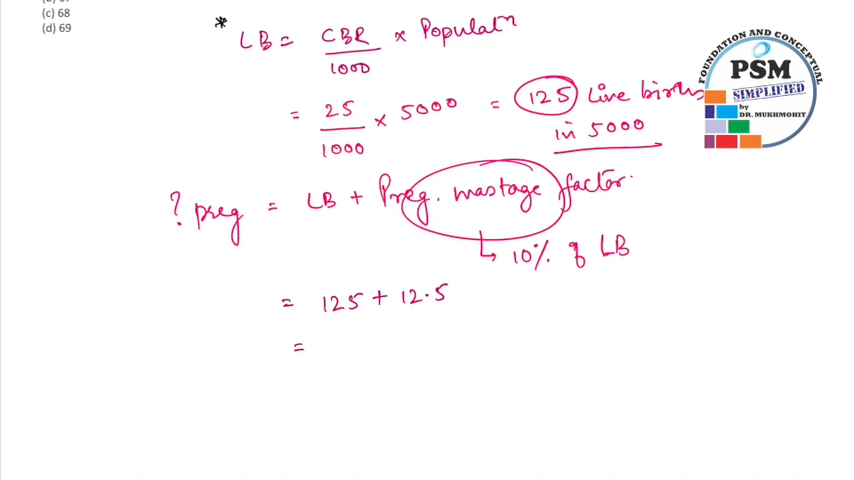 (c) 68
(d) 69
* LB = CBR / 1000 × Populatn
= 25 / 1000 × 5000 = 125 Live births
in 5000
? preg = LB + Preg. wastage factor.
↳ 10% of LB
= 125 + 12.5
=
FOUNDATION AND CONCEPTUAL
PSM
SIMPLIFIED
by
DR. MUKHMOHIT